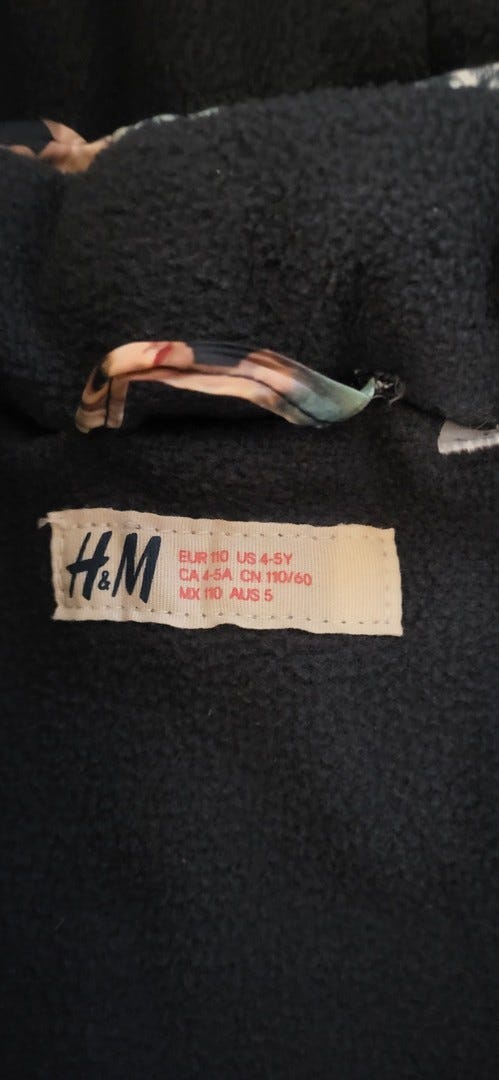 H&M
EUR 110 US 4-5Y
CA 4-5A CN 110/60
MX 110 AUS 5